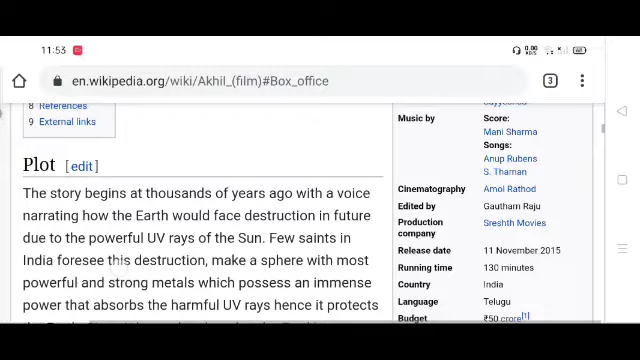 11:53
0.00
KB/S
en.wikipedia.org/wiki/Akhil_(film)#Box_office
3
8 References
9 External links
Plot [edit]
The story begins at thousands of years ago with a voice
narrating how the Earth would face destruction in future
due to the powerful UV rays of the Sun. Few saints in
India foresee this destruction, make a sphere with most
powerful and strong metals which possess an immense
power that absorbs the harmful UV rays hence it protects
Music by Score:
Mani Sharma
Songs:
Anup Rubens
S. Thaman
Cinematography Amol Rathod
Edited by Gautham Raju
Production company Sreshth Movies
Release date 11 November 2015
Running time 130 minutes
Country India
Language Telugu
Budget ₹50 crore[1]